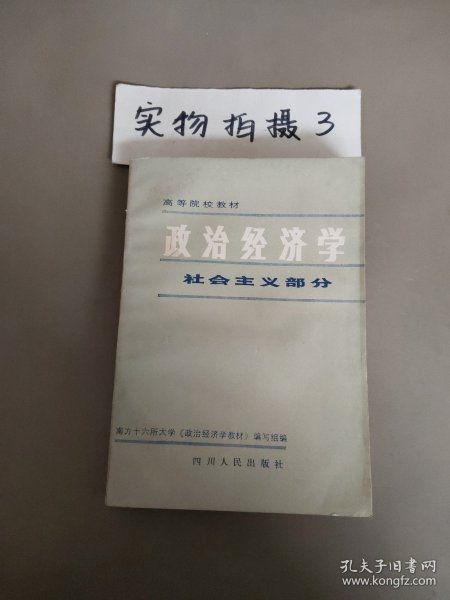 实物拍摄3
高等院校教材
政治经济学
社会主义部分
南方十六所大学《政治经济学教材》编写组编
四川人民出版社
孔夫子旧书网
www.kongfz.com